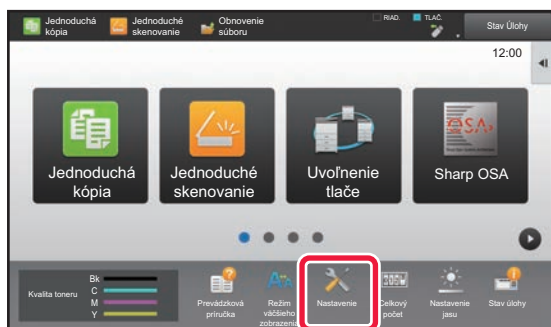 Jednoduchá
kópia
Jednoduché
skenovanie
Obnovenie
súboru
RIAD.
TLAČ.
Stav Úlohy
12:00
Jednoduchá
kópia
Jednoduché
skenovanie
Uvoľnenie
tlače
Sharp OSA
Kvalita toneru
Bk
C
M
Y
Prevádzková
príručka
Režim
väčšieho
zobrazenia
Nastavenie
Celkový
počet
Nastavenie
jasu
Stav úlohy